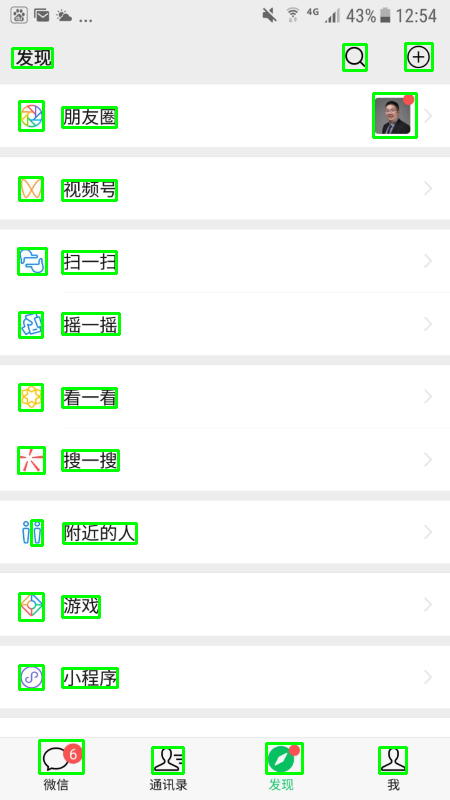 ... 4G 43% 12:54
发现
朋友圈
视频号
扫一扫
摇一摇
看一看
搜一搜
附近的人
游戏
小程序
6
微信 通讯录 发现 我